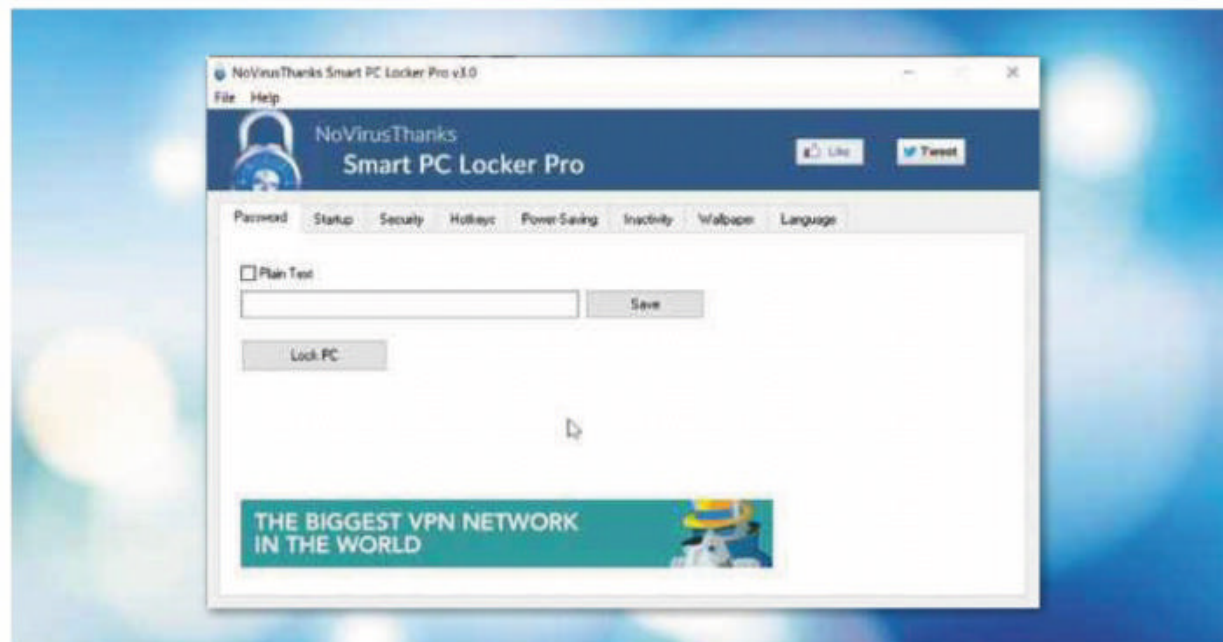 NoVirusThanks Smart PC Locker Pro v3.0
File Help
NoVirusThanks
Smart PC Locker Pro
Like
Tweet
Password Startup Security Hotkeys Power-Saving Inactivity Wallpaper Language
Plain Text
Save
Lock PC
THE BIGGEST VPN NETWORK
IN THE WORLD